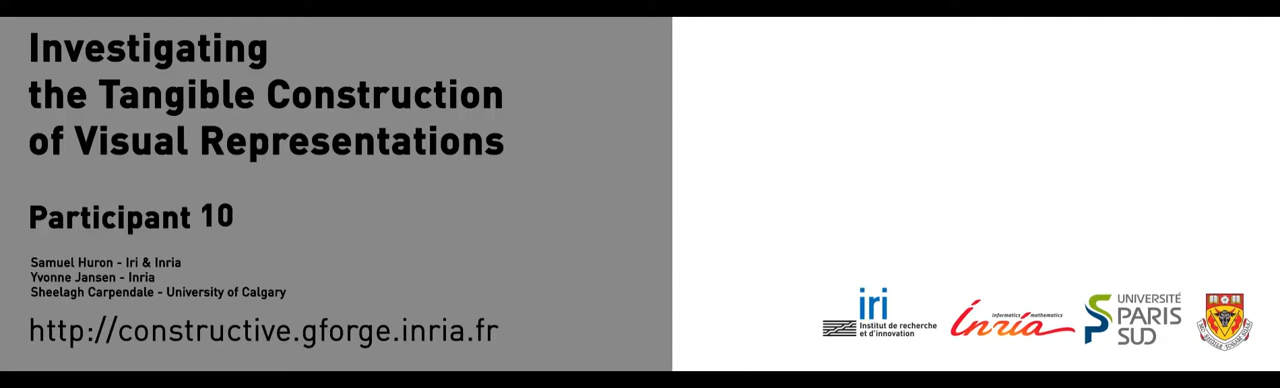 Investigating
the Tangible Construction
of Visual Representations
Participant 10
Samuel Huron - Iri & Inria
Yvonne Jansen - Inria
Sheelagh Carpendale - University of Calgary
http://constructive.gforge.inria.fr
iri
Institut de recherche
et d'innovation
informatics mathematics
inria
UNIVERSITÉ
PARIS
SUD